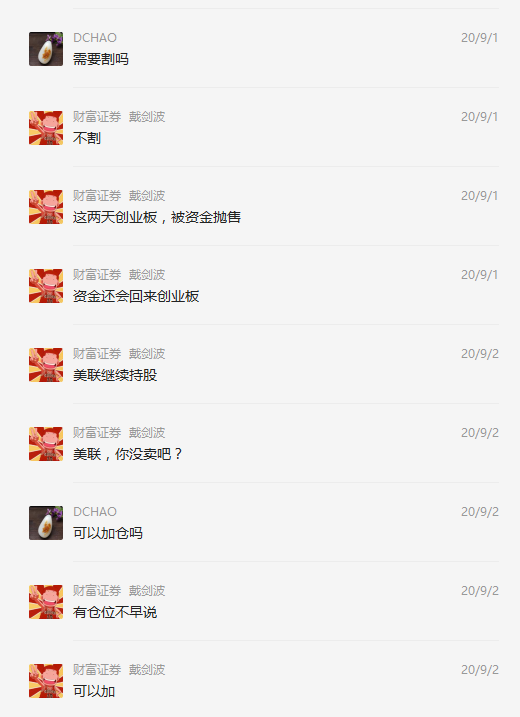 DCHAO 20/9/1
需要割吗
财富证券 戴剑波 20/9/1
不割
财富证券 戴剑波 20/9/1
这两天创业板，被资金抛售
财富证券 戴剑波 20/9/1
资金还会回来创业板
财富证券 戴剑波 20/9/2
美联继续持股
财富证券 戴剑波 20/9/2
美联，你没卖吧？
DCHAO 20/9/2
可以加仓吗
财富证券 戴剑波 20/9/2
有仓位不早说
财富证券 戴剑波 20/9/2
可以加